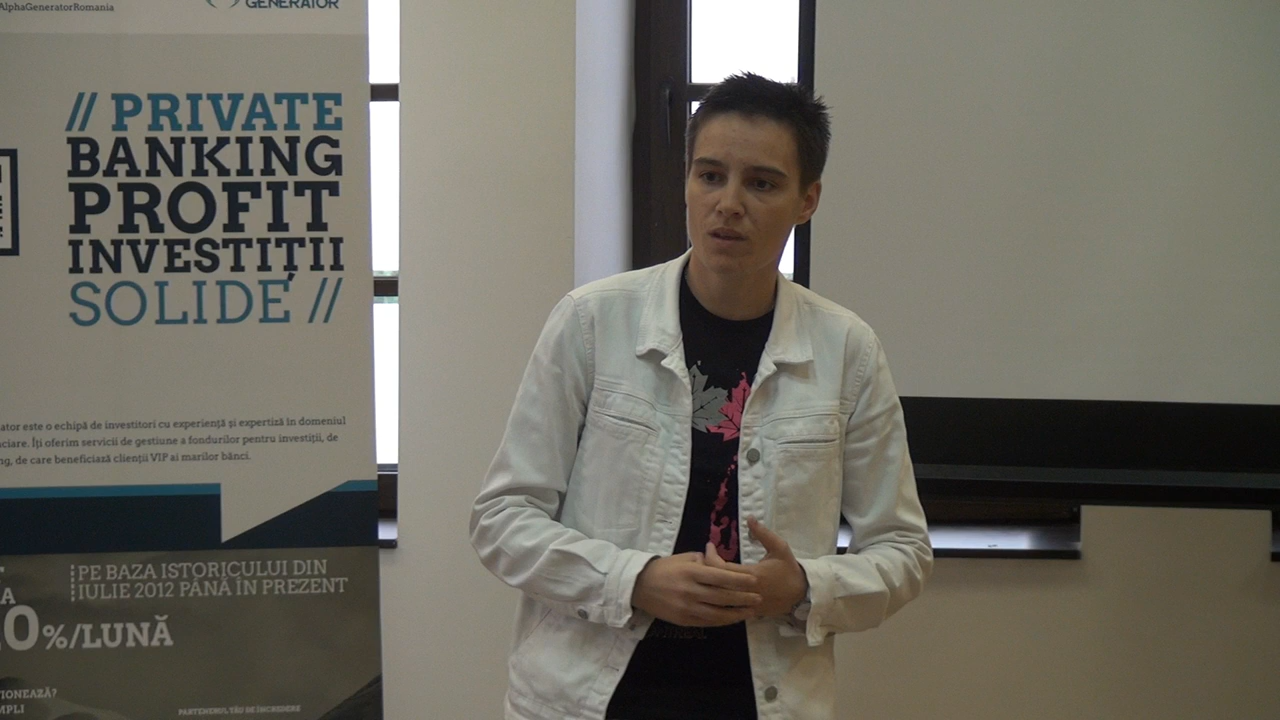 AlphaGeneratorRomania
GENERATOR
// PRIVATE
BANKING
PROFIT
INVESTIȚII
SOLIDE //
ator este o echipă de investitori cu experiență și expertiză în domeniul
nciare. Îți oferim servicii de gestiune a fondurilor pentru investiții, de
ng, de care beneficiază clienții VIP ai marilor bănci.
PE BAZA ISTORICULUI DIN
IULIE 2012 PÂNĂ ÎN PREZENT
0%/LUNĂ
ȚIONEAZĂ?
MPLI
PARTENERUL TĂU DE ÎNCREDERE